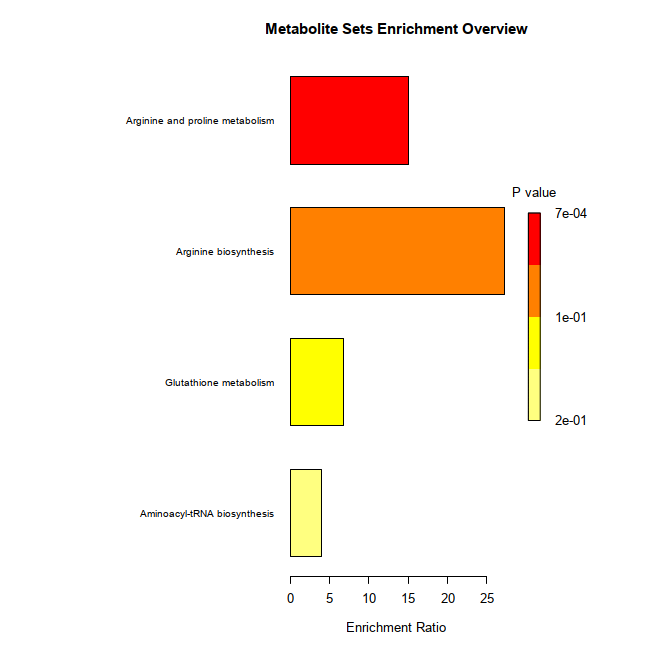 Metabolite Sets Enrichment Overview
Arginine and proline metabolism
Arginine biosynthesis
Glutathione metabolism
Aminoacyl-tRNA biosynthesis
P value
7e-04
1e-01
2e-01
0 5 10 15 20 25
Enrichment Ratio